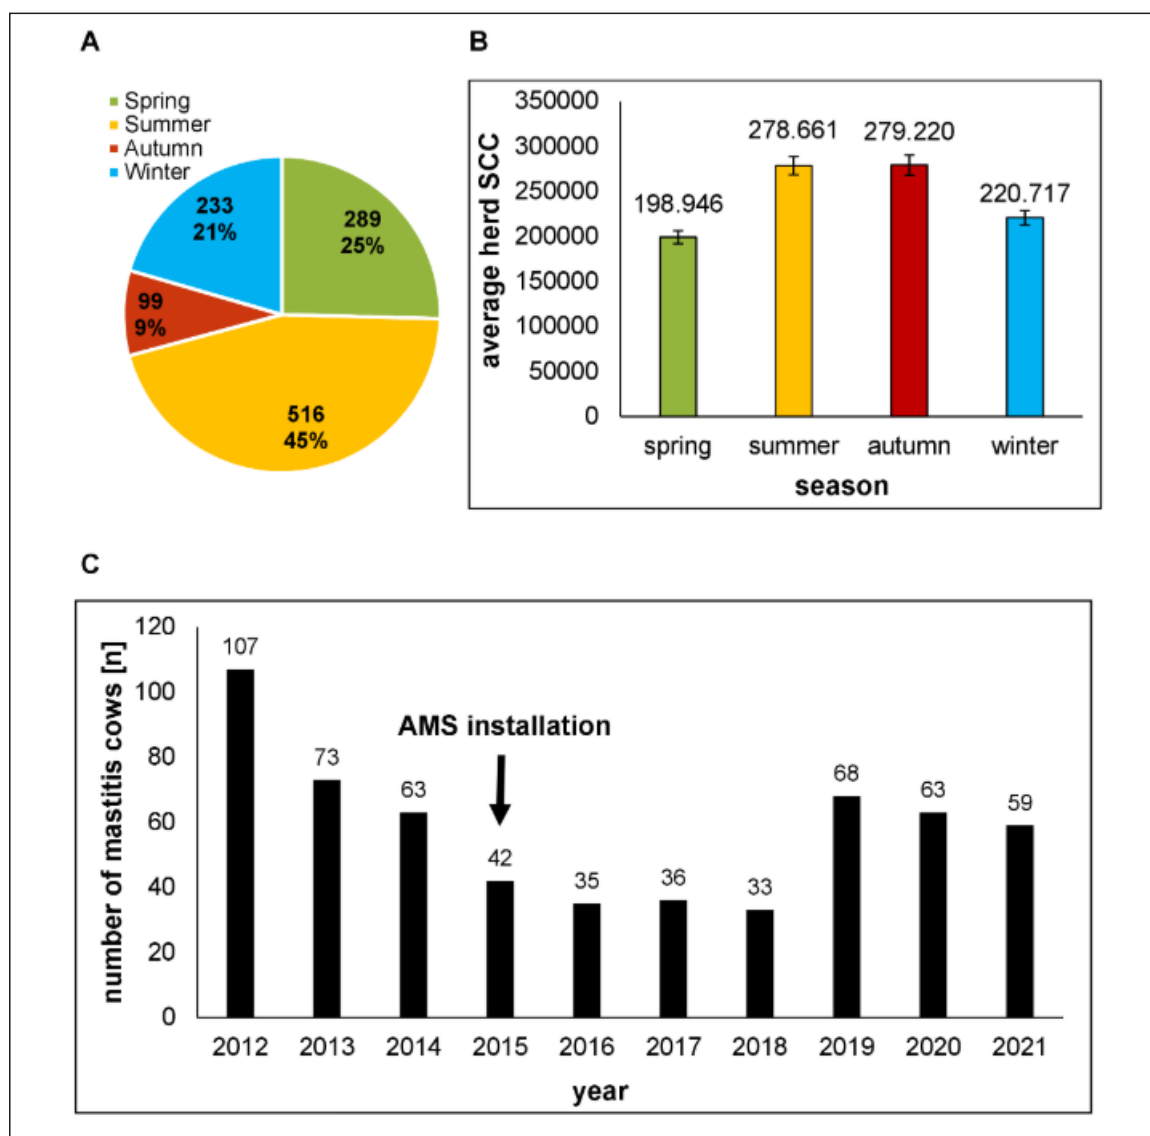 A
Spring
Summer
Autumn
Winter
233
21%
289
25%
99
9%
516
45%
B
average herd SCC
350000
300000
250000
200000
150000
100000
50000
0
198.946
278.661
279.220
220.717
spring summer autumn winter
season
C
number of mastitis cows [n]
120
100
80
60
40
20
0
107
73
63
AMS installation
42
35
36
33
68
63
59
2012 2013 2014 2015 2016 2017 2018 2019 2020 2021
year